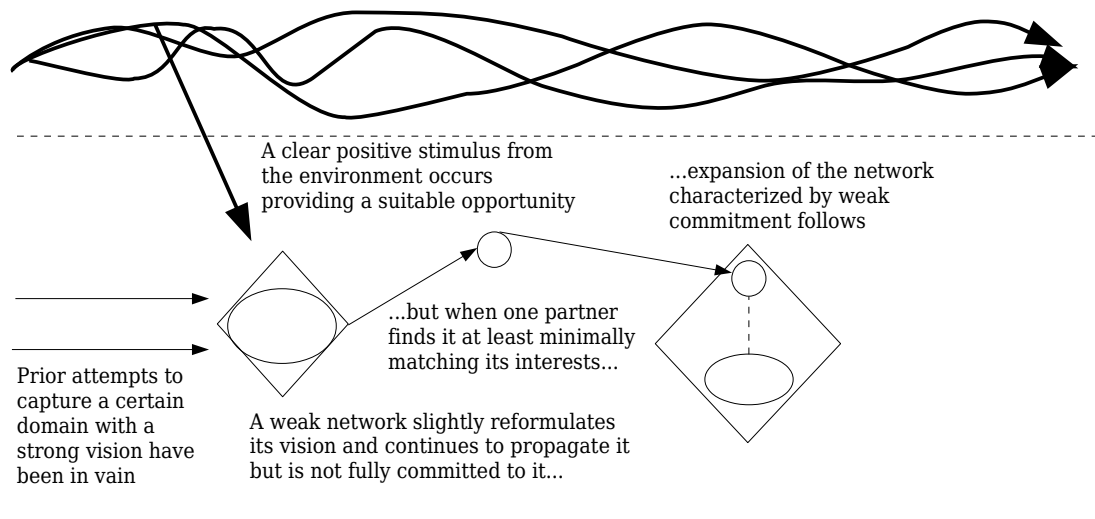 A clear positive stimulus from
the environment occurs
providing a suitable opportunity
...expansion of the network
characterized by weak
commitment follows
...but when one partner
finds it at least minimally
matching its interests...
Prior attempts to
capture a certain
domain with a
strong vision have
been in vain
A weak network slightly reformulates
its vision and continues to propagate it
but is not fully committed to it...